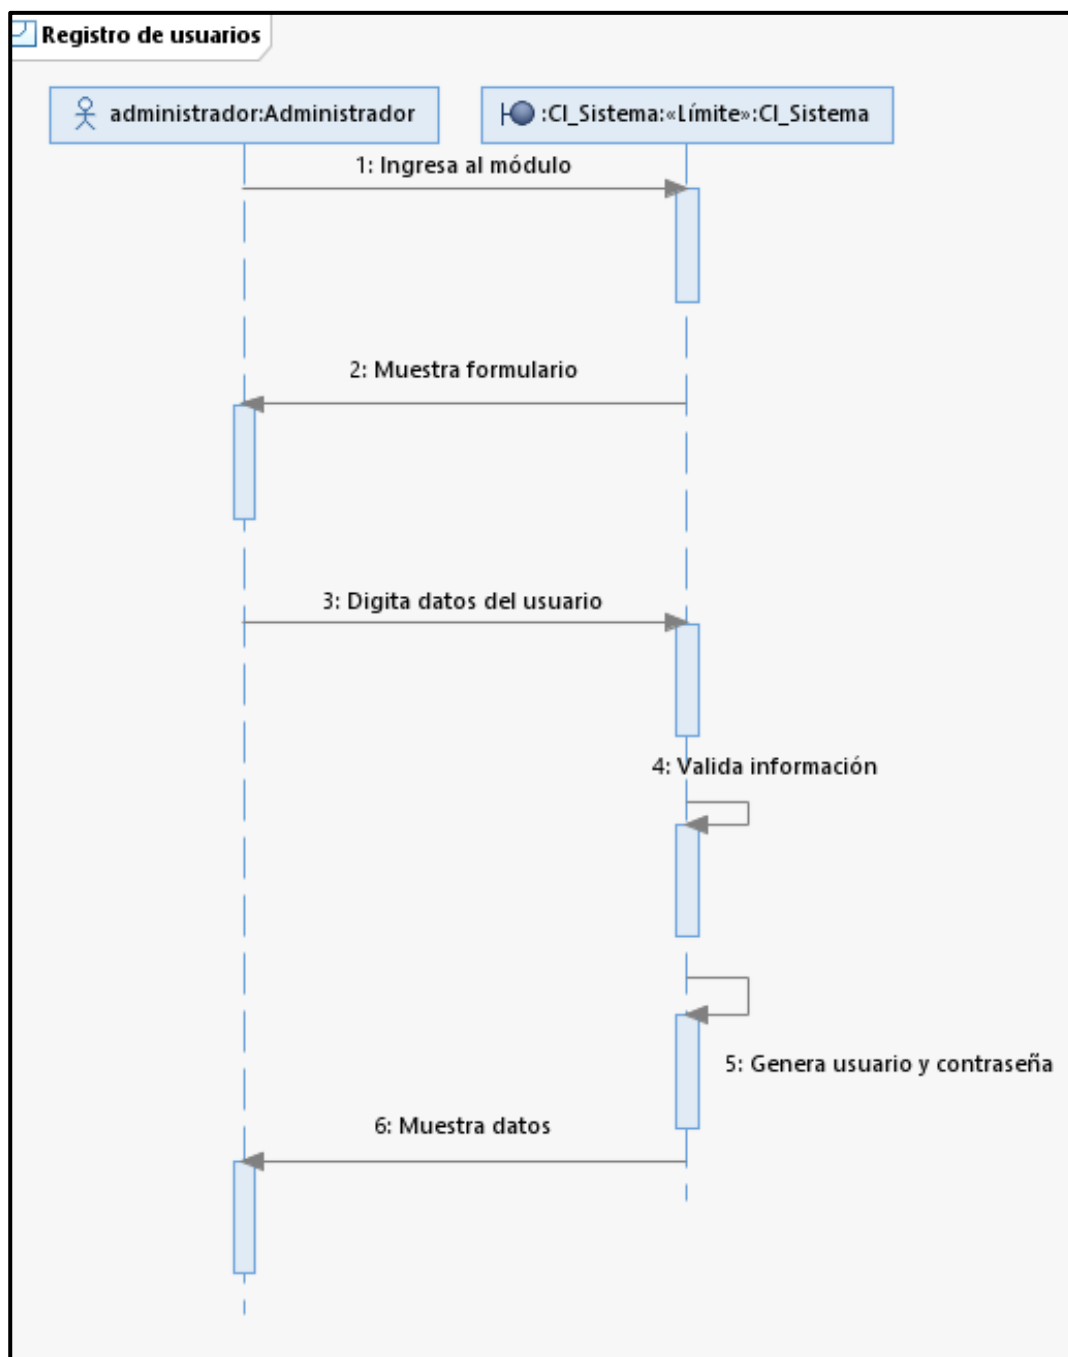 Registro de usuarios
administrador:Administrador
:CI_Sistema:«Límite»:CI_Sistema
1: Ingresa al módulo
2: Muestra formulario
3: Digita datos del usuario
4: Valida información
5: Genera usuario y contraseña
6: Muestra datos